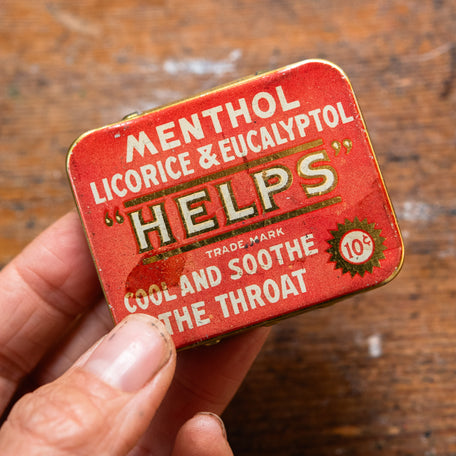 MENTHOL
LICORICE & EUCALYPTOL
"HELPS"
TRADE MARK
COOL AND SOOTHE
THE THROAT
10¢